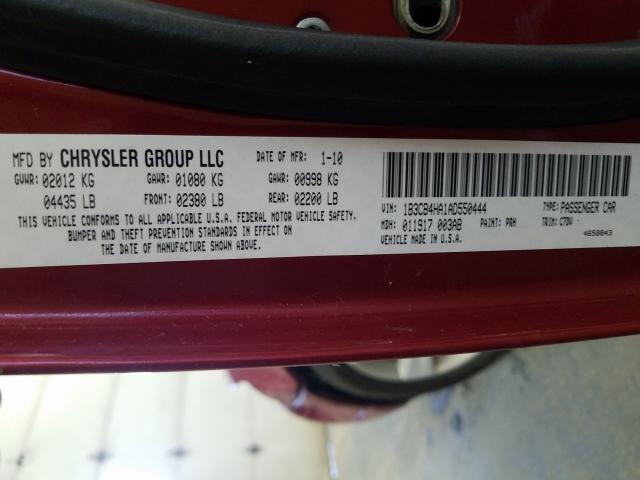 MFD BY CHRYSLER GROUP LLC DATE OF MFR: 1-10
GVWR: 02012 KG GAWR: 01080 KG GAWR: 00998 KG
04435 LB FRONT: 02380 LB REAR: 02200 LB
THIS VEHICLE CONFORMS TO ALL APPLICABLE U.S.A. FEDERAL MOTOR VEHICLE SAFETY,
BUMPER AND THEFT PREVENTION STANDARDS IN EFFECT ON
THE DATE OF MANUFACTURE SHOWN ABOVE.
VIN: 1B3CB4HA1AD550444 TYPE: PASSENGER CAR
MDH: 011917 003AB PAINT: PRH TRIM: C7DV
VEHICLE MADE IN U.S.A. 4658843